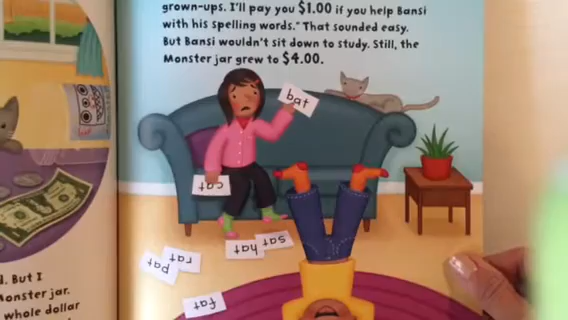 grown-ups. I'll pay you $1.00 if you help Bansi
with his spelling words." That sounded easy.
But Bansi wouldn't sit down to study. Still, the
Monster jar grew to $4.00.
bat
cat
sat
hat
rat
pat
fat
d. But I
Monster jar.
whole dollar